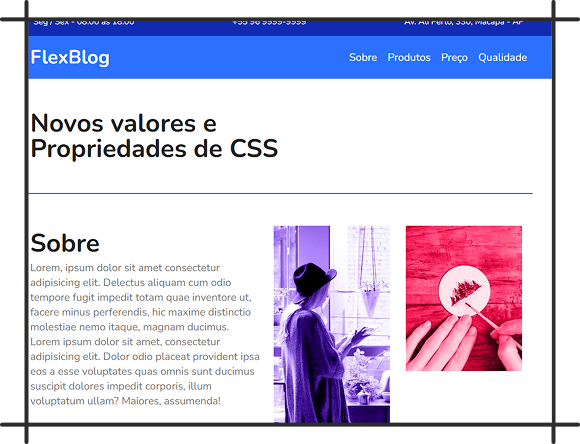 Seg / Sex - 08:00 às 18:00
+55 96 9999-9999
Av. Ali Perto, 330, Macapá - AP
FlexBlog
Sobre Produtos Preço Qualidade
Novos valores e
Propriedades de CSS
Sobre
Lorem, ipsum dolor sit amet consectetur
adipisicing elit. Delectus aliquam cum odio
tempore fugit impedit totam quae inventore ut,
facere minus perferendis, hic maxime distinctio
molestiae nemo itaque, magnam ducimus.
Lorem ipsum dolor sit amet consectetur
adipisicing elit. Dolor odio placeat provident ipsa
eos a esse voluptates quas omnis sunt ducimus
suscipit dolores impedit corporis, illum
voluptatum ullam? Maiores, assumenda!